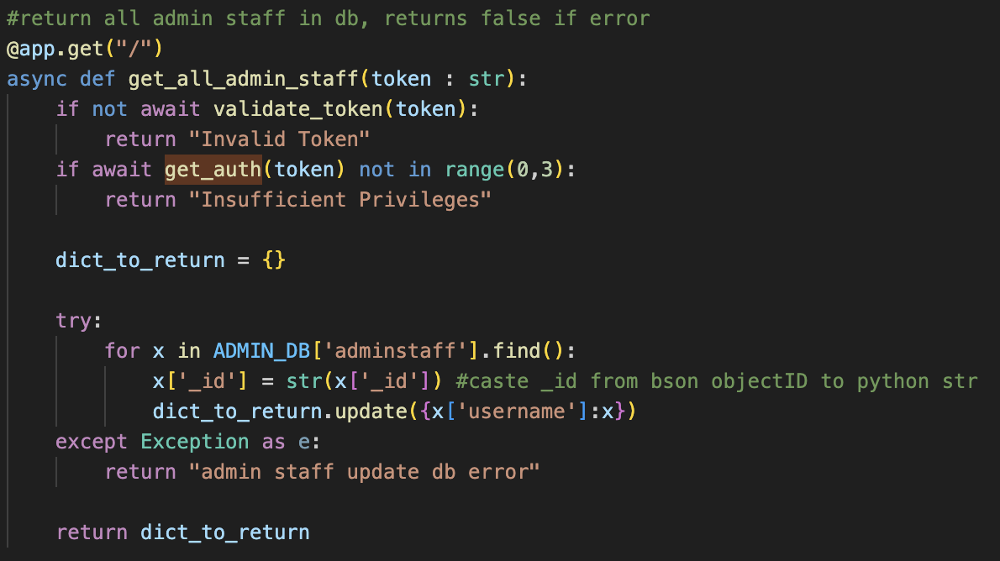 #return all admin staff in db, returns false if error
@app.get("/")
async def get_all_admin_staff(token : str):
    if not await validate_token(token):
        return "Invalid Token"
    if await get_auth(token) not in range(0,3):
        return "Insufficient Privileges"

    dict_to_return = {}

    try:
        for x in ADMIN_DB['adminstaff'].find():
            x['_id'] = str(x['_id']) #caste _id from bson objectID to python str
            dict_to_return.update({x['username']:x})
    except Exception as e:
        return "admin staff update db error"

    return dict_to_return